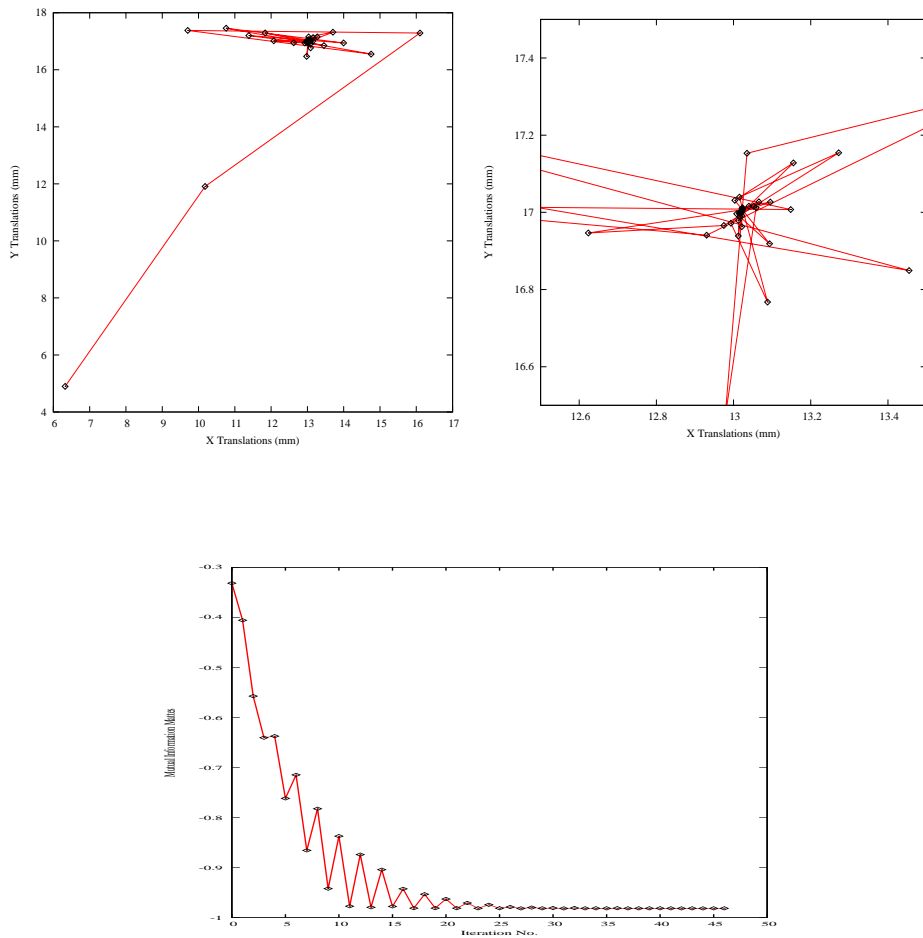 18
16
14
12
10
8
6
4
Y Translations (mm)
6 7 8 9 10 11 12 13 14 15 16 17
X Translations (mm)
17.4
17.2
17
16.8
16.6
Y Translations (mm)
12.6 12.8 13 13.2 13.4
X Translations (mm)
-0.3
-0.4
-0.5
-0.6
-0.7
-0.8
-0.9
-1
Mutual Information Mattes
0 5 10 15 20 25 30 35 40 45 50
Iteration No.